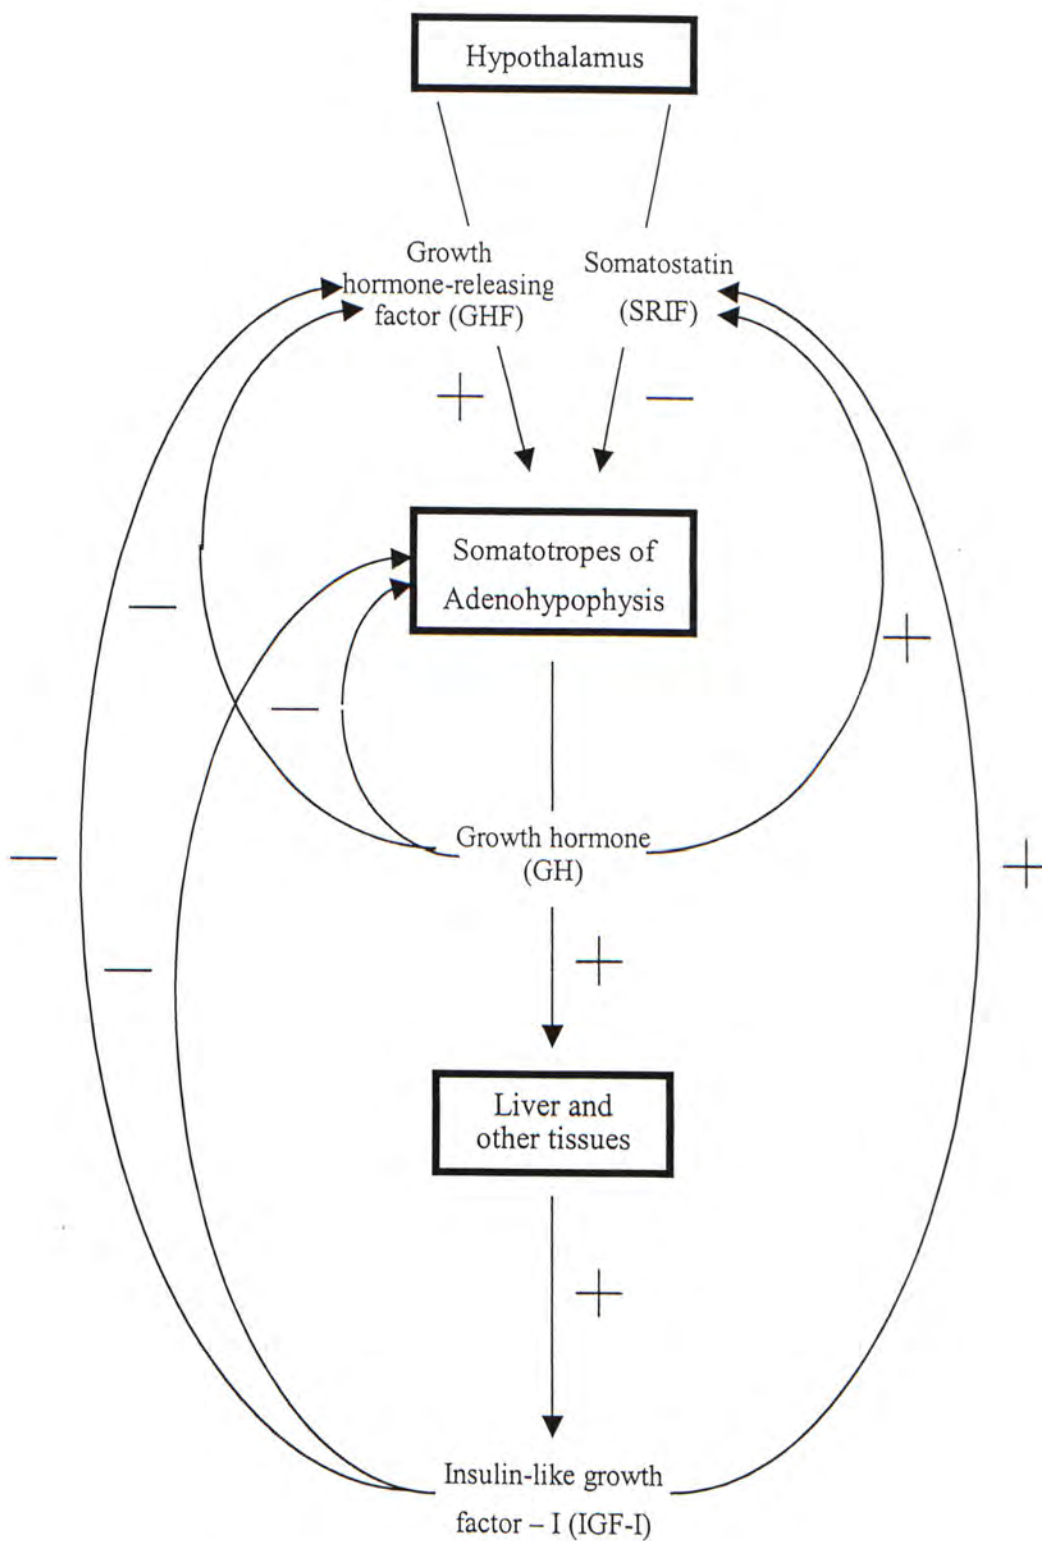 Hypothalamus
Growth
hormone-releasing
factor (GHF)
Somatostatin
(SRIF)
+
−
Somatotropes of
Adenohypophysis
−
+
−
Growth hormone
(GH)
−
+
+
−
Liver and
other tissues
+
Insulin-like growth
factor – I (IGF-I)